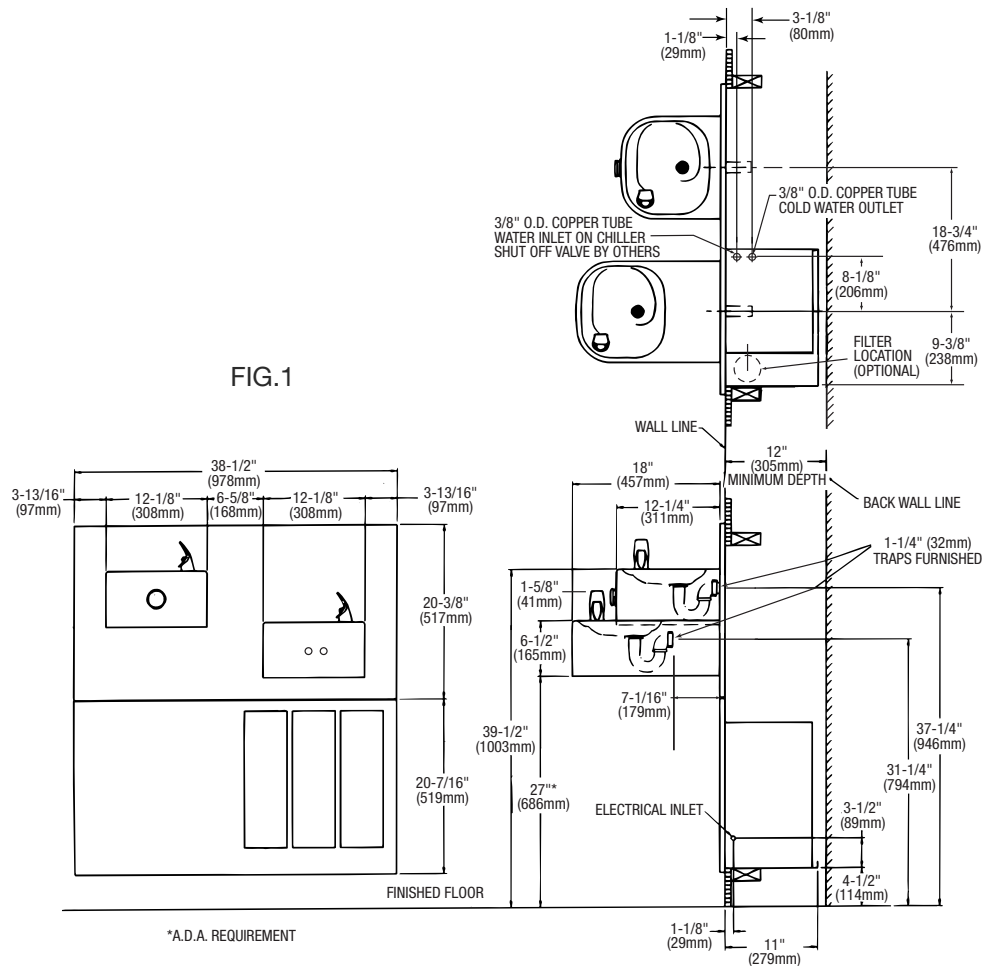 3-1/8"
(80mm)
1-1/8"
(29mm)
3/8" O.D. COPPER TUBE
COLD WATER OUTLET
3/8" O.D. COPPER TUBE
WATER INLET ON CHILLER
SHUT OFF VALVE BY OTHERS
18-3/4"
(476mm)
8-1/8"
(206mm)
9-3/8"
(238mm)
FILTER
LOCATION
(OPTIONAL)
FIG.1
WALL LINE
12"
(305mm)
MINIMUM DEPTH
BACK WALL LINE
38-1/2"
(978mm)
3-13/16"
(97mm)
12-1/8"
(308mm)
6-5/8"
(168mm)
12-1/8"
(308mm)
3-13/16"
(97mm)
18"
(457mm)
12-1/4"
(311mm)
1-1/4" (32mm)
TRAPS FURNISHED
1-5/8"
(41mm)
20-3/8"
(517mm)
6-1/2"
(165mm)
7-1/16"
(179mm)
39-1/2"
(1003mm)
37-1/4"
(946mm)
31-1/4"
(794mm)
20-7/16"
(519mm)
27"*
(686mm)
ELECTRICAL INLET
3-1/2"
(89mm)
4-1/2"
(114mm)
FINISHED FLOOR
1-1/8"
(29mm)
11"
(279mm)
*A.D.A. REQUIREMENT